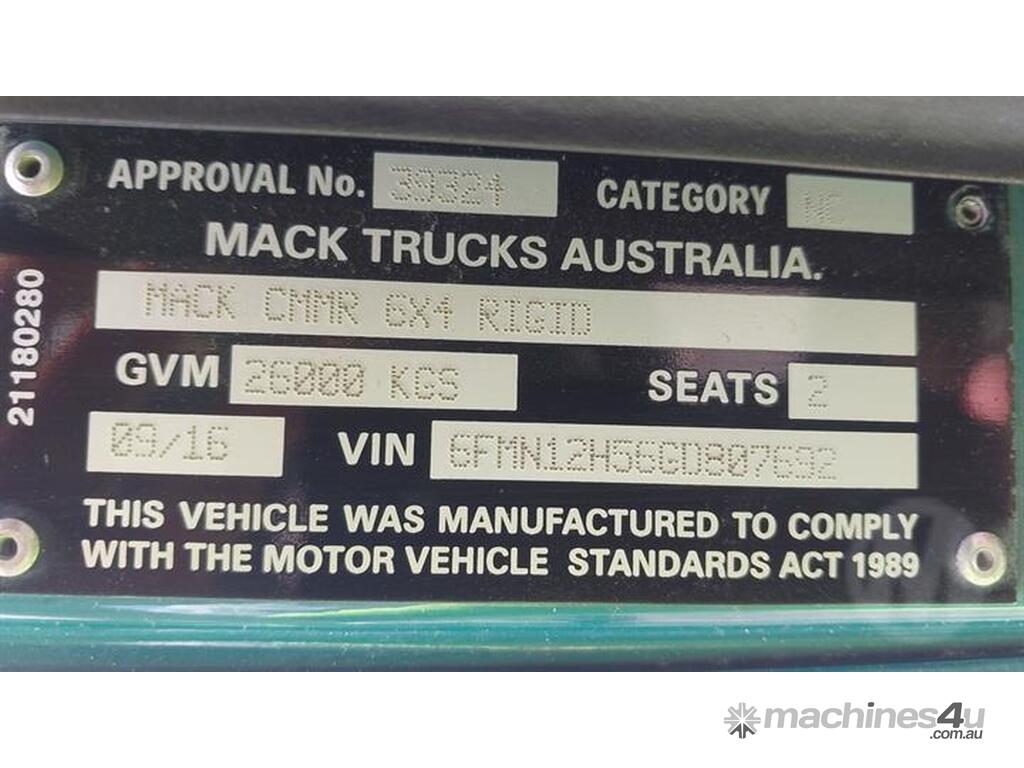 APPROVAL No. 39324 CATEGORY NC
MACK TRUCKS AUSTRALIA.
MACK CMMR 6X4 RIGID
GVM 26000 KGS SEATS 2
09/16 VIN 6FMN12H56GD807692
THIS VEHICLE WAS MANUFACTURED TO COMPLY
WITH THE MOTOR VEHICLE STANDARDS ACT 1989
21180280
machines4u
.com.au